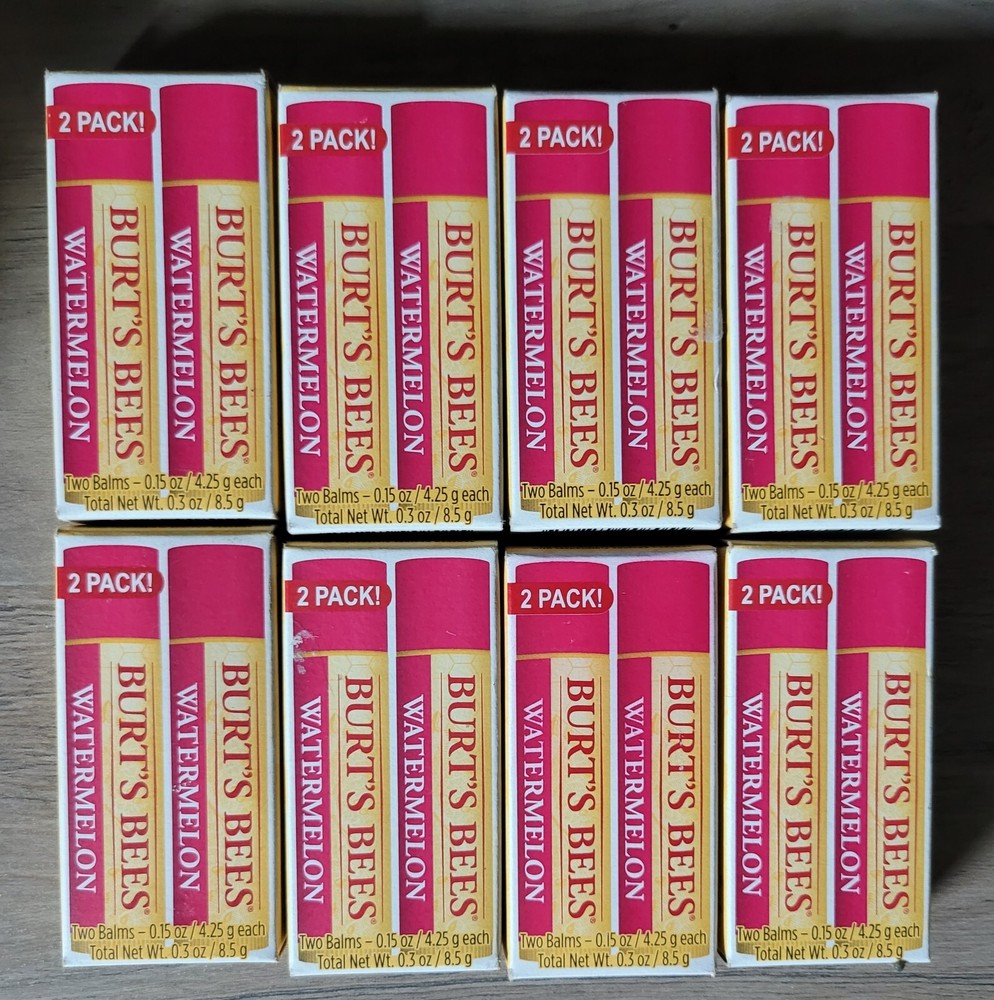 2 PACK!
WATERMELON
BURT'S BEES®
WATERMELON
BURT'S BEES®
Two Balms – 0.15 oz / 4.25 g each
Total Net Wt. 0.3 oz / 8.5 g
2 PACK!
WATERMELON
BURT'S BEES®
WATERMELON
BURT'S BEES®
Two Balms – 0.15 oz / 4.25 g each
Total Net Wt. 0.3 oz / 8.5 g
2 PACK!
WATERMELON
BURT'S BEES®
WATERMELON
BURT'S BEES®
Two Balms – 0.15 oz / 4.25 g each
Total Net Wt. 0.3 oz / 8.5 g
2 PACK!
WATERMELON
BURT'S BEES®
WATERMELON
BURT'S BEES®
Two Balms – 0.15 oz / 4.25 g each
Total Net Wt. 0.3 oz / 8.5 g
2 PACK!
WATERMELON
BURT'S BEES®
WATERMELON
BURT'S BEES®
Two Balms – 0.15 oz / 4.25 g each
Total Net Wt. 0.3 oz / 8.5 g
2 PACK!
WATERMELON
BURT'S BEES®
WATERMELON
BURT'S BEES®
Two Balms – 0.15 oz / 4.25 g each
Total Net Wt. 0.3 oz / 8.5 g
2 PACK!
WATERMELON
BURT'S BEES®
WATERMELON
BURT'S BEES®
Two Balms – 0.15 oz / 4.25 g each
Total Net Wt. 0.3 oz / 8.5 g
2 PACK!
WATERMELON
BURT'S BEES®
WATERMELON
BURT'S BEES®
Two Balms – 0.15 oz / 4.25 g each
Total Net Wt. 0.3 oz / 8.5 g